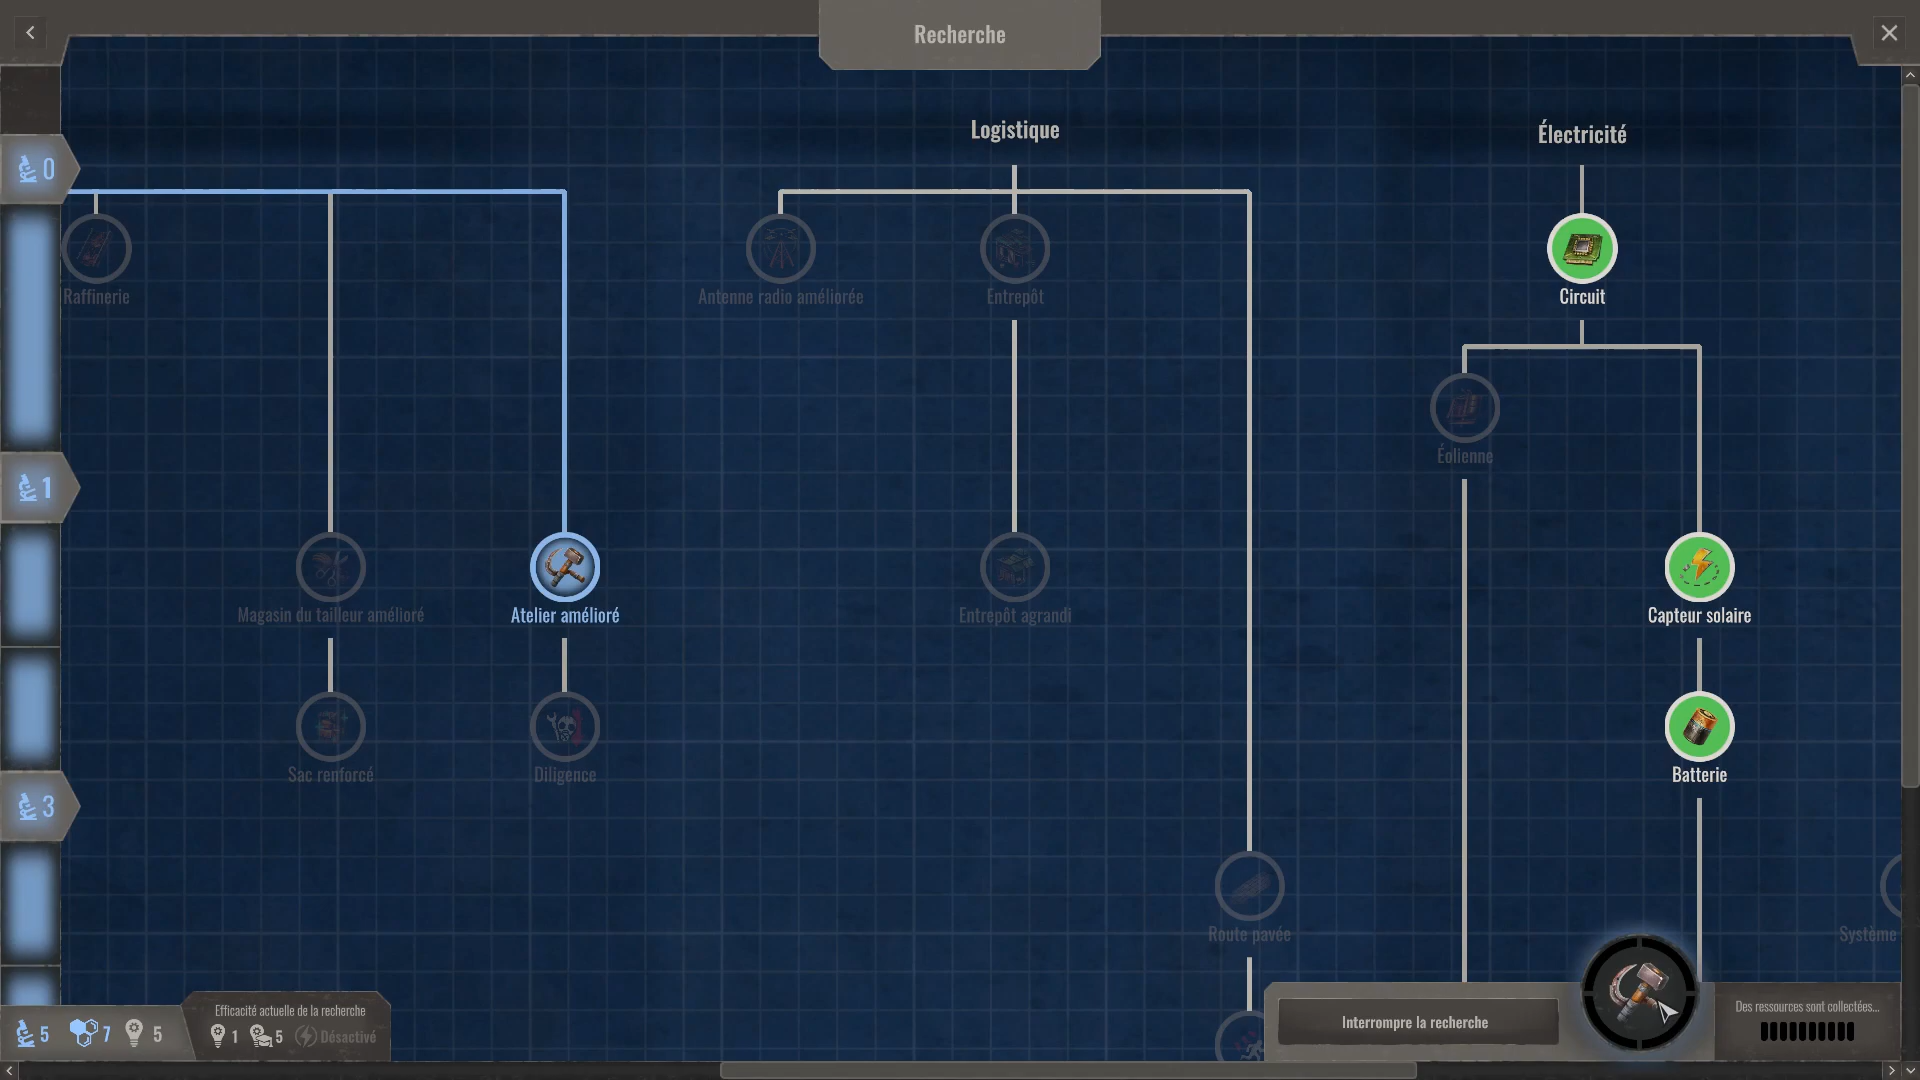 Recherche
Logistique
Électricité
0
Raffinerie
Antenne radio améliorée
Entrepôt
Circuit
Éolienne
1
Magasin du tailleur amélioré
Atelier amélioré
Entrepôt agrandi
Capteur solaire
Sac renforcé
Diligence
Batterie
3
Route pavée
Système
Efficacité actuelle de la recherche
5 7 5
1 5 Désactivé
Interrompre la recherche
Des ressources sont collectées...